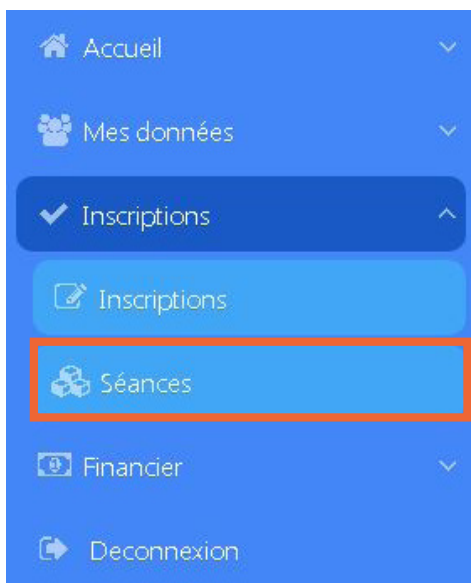 Accueil
Mes données
Inscriptions
Inscriptions
Séances
Financier
Deconnexion